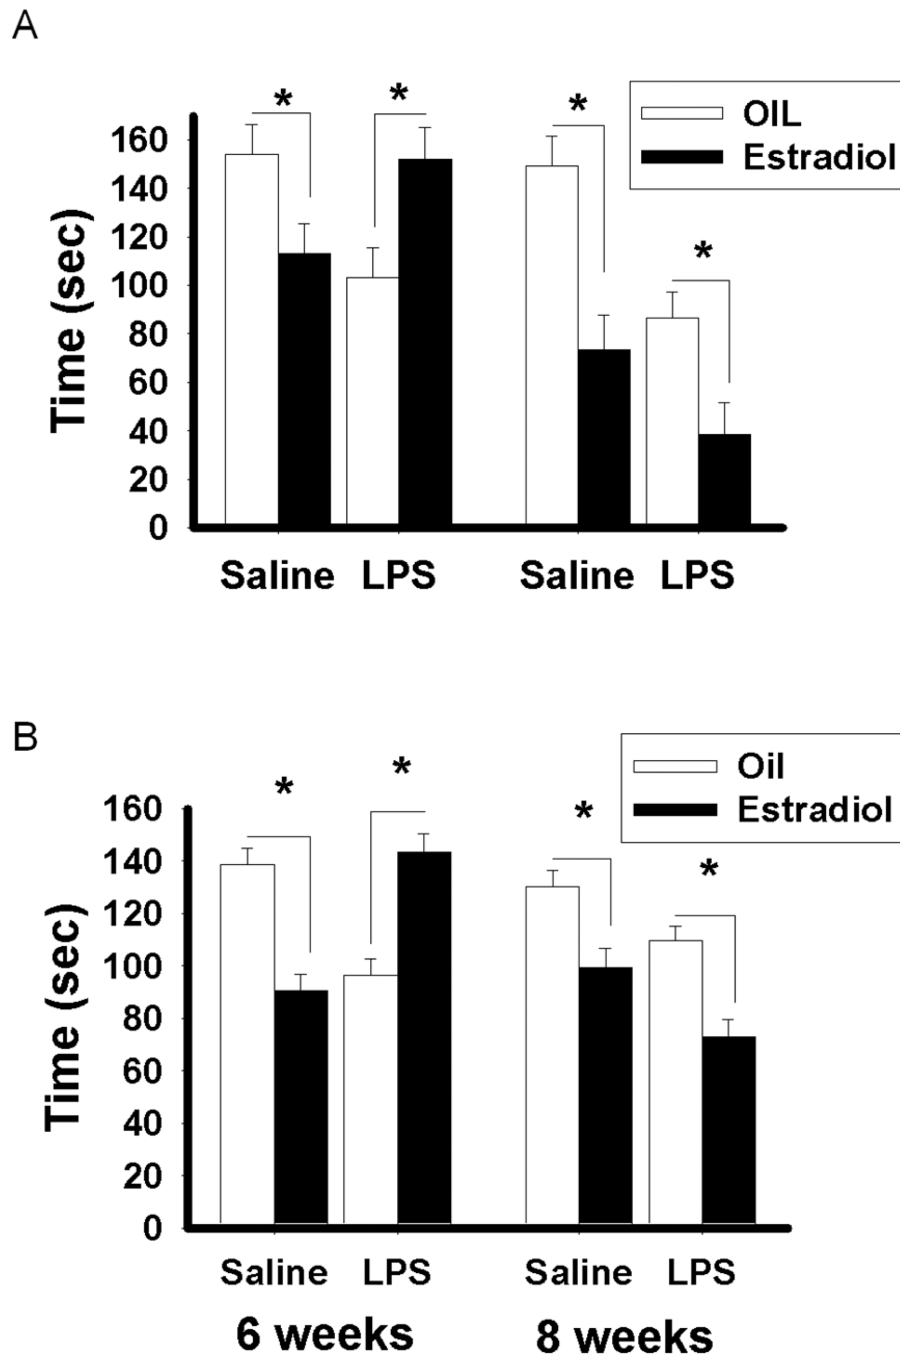 A
* * * *
OIL
Estradiol
Time (sec)
160
140
120
100
80
60
40
20
0
Saline LPS Saline LPS
B
* * * *
Oil
Estradiol
Time (sec)
160
140
120
100
80
60
40
20
0
Saline LPS Saline LPS
6 weeks 8 weeks